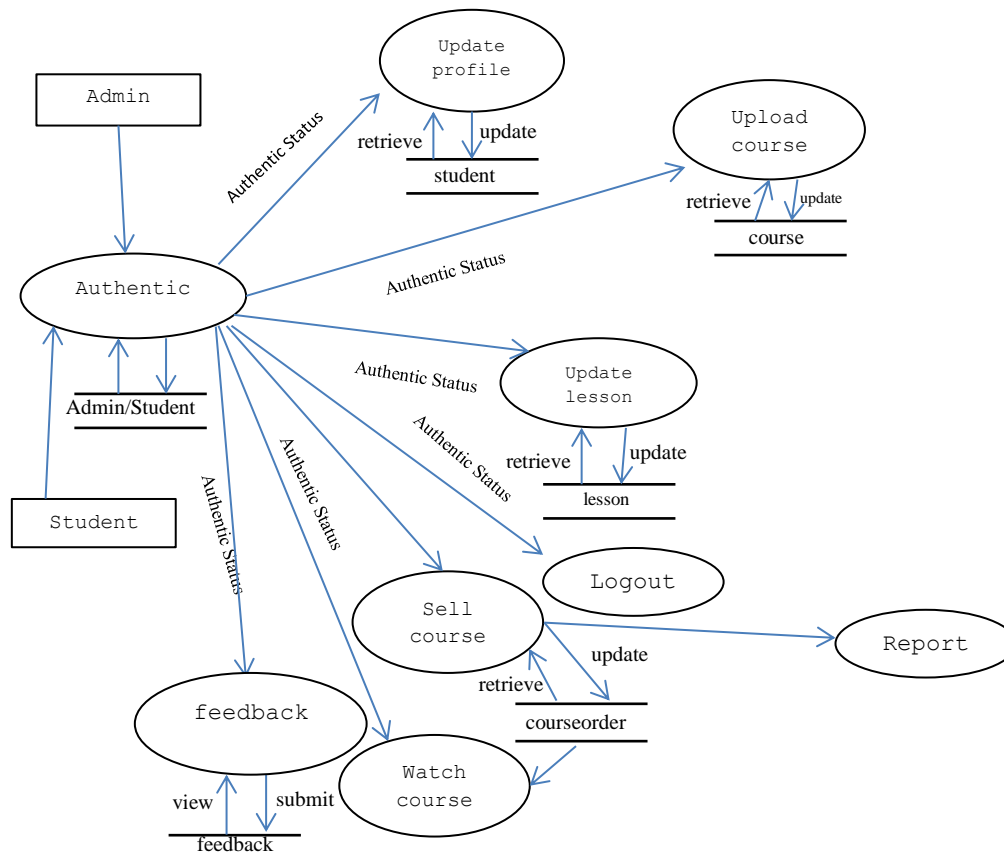 Update
profile
Admin
Upload
course
Authentic Status
retrieve
update
student
retrieve
update
course
Authentic
Authentic Status
Authentic Status
Update
lesson
Admin/Student
Authentic Status
retrieve
update
lesson
Authentic Status
Authentic Status
Student
Logout
Sell
course
Report
update
retrieve
courseorder
feedback
Watch
course
view
submit
feedback